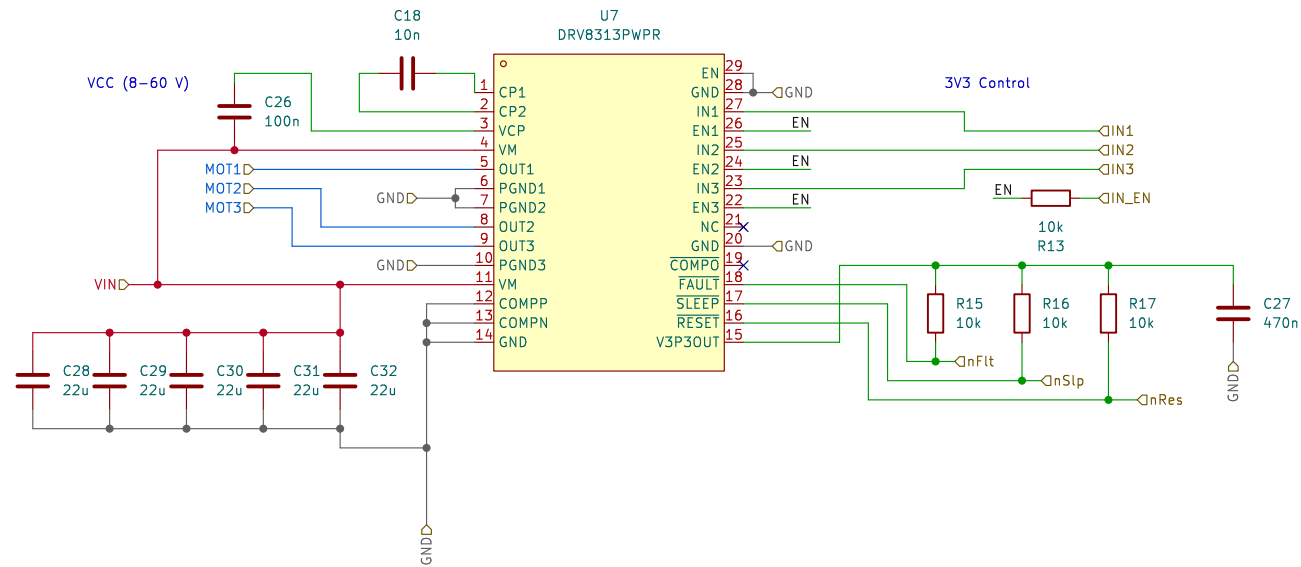 C18
10n
U7
DRV8313PWPR
VCC (8-60 V)
3V3 Control
C26
100n
1 CP1
2 CP2
3 VCP
4 VM
5 OUT1
6 PGND1
7 PGND2
8 OUT2
9 OUT3
10 PGND3
11 VM
12 COMPP
13 COMPN
14 GND
EN 29
GND 28
IN1 27
EN1 26
IN2 25
EN2 24
IN3 23
EN3 22
NC 21
GND 20
COMPO 19
FAULT 18
SLEEP 17
RESET 16
V3P3OUT 15
MOT1
MOT2
MOT3
GND
GND
VIN
GND
EN
EN
EN
GND
IN1
IN2
IN3
EN
IN_EN
10k
R13
R15
10k
R16
10k
R17
10k
C27
470n
nFlt
nSlp
nRes
GND
C28
22u
C29
22u
C30
22u
C31
22u
C32
22u
GND